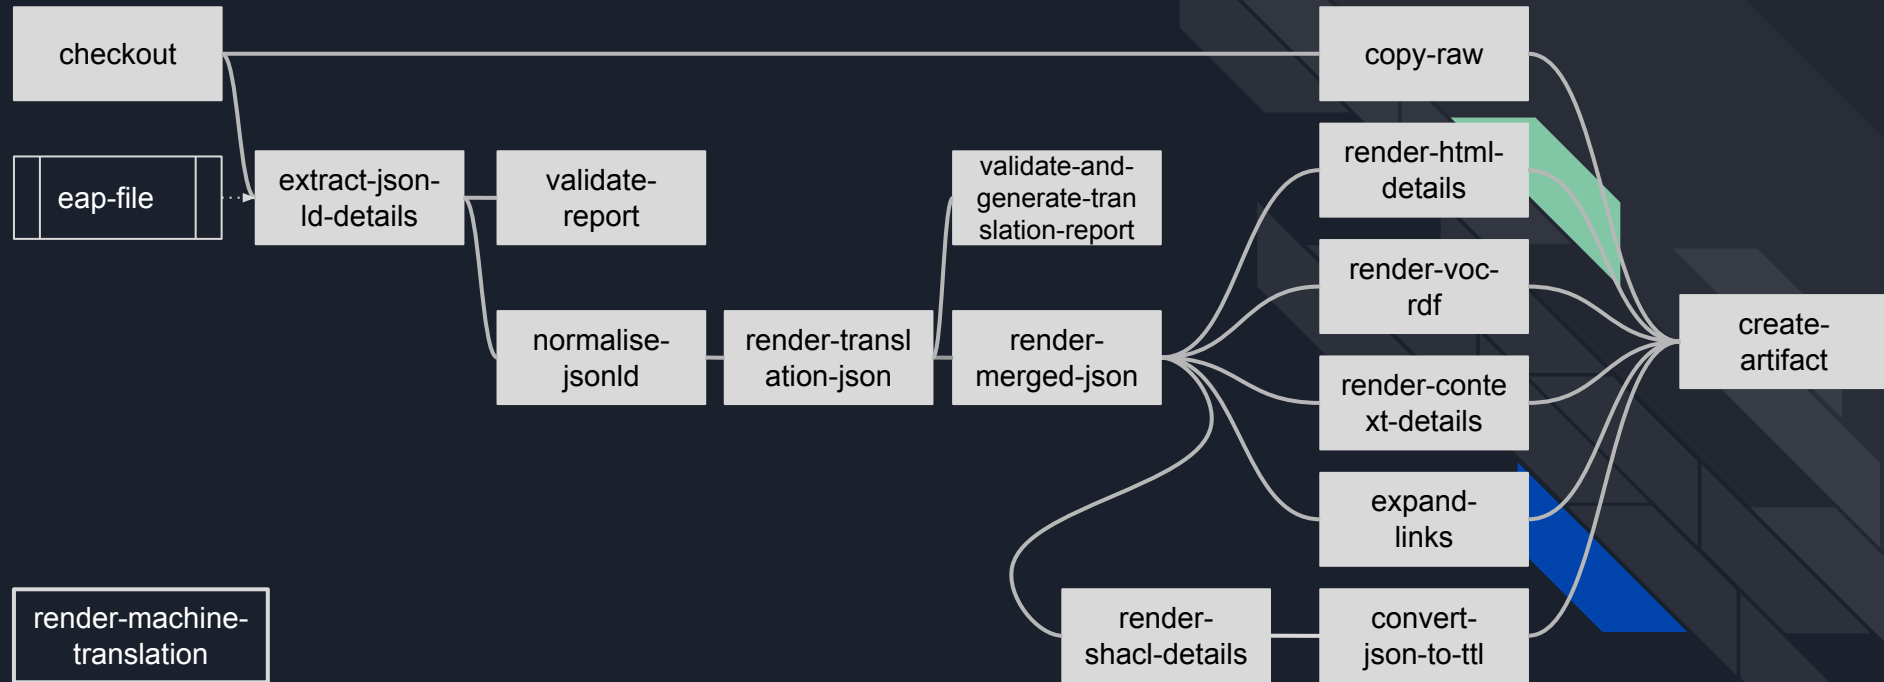 checkout
copy-raw
eap-file
extract-json-
ld-details
validate-
report
validate-and-
generate-tran
slation-report
render-html-
details
render-voc-
rdf
normalise-
jsonld
render-transl
ation-json
render-
merged-json
render-conte
xt-details
create-
artifact
expand-
links
render-machine-
translation
render-
shacl-details
convert-
json-to-ttl